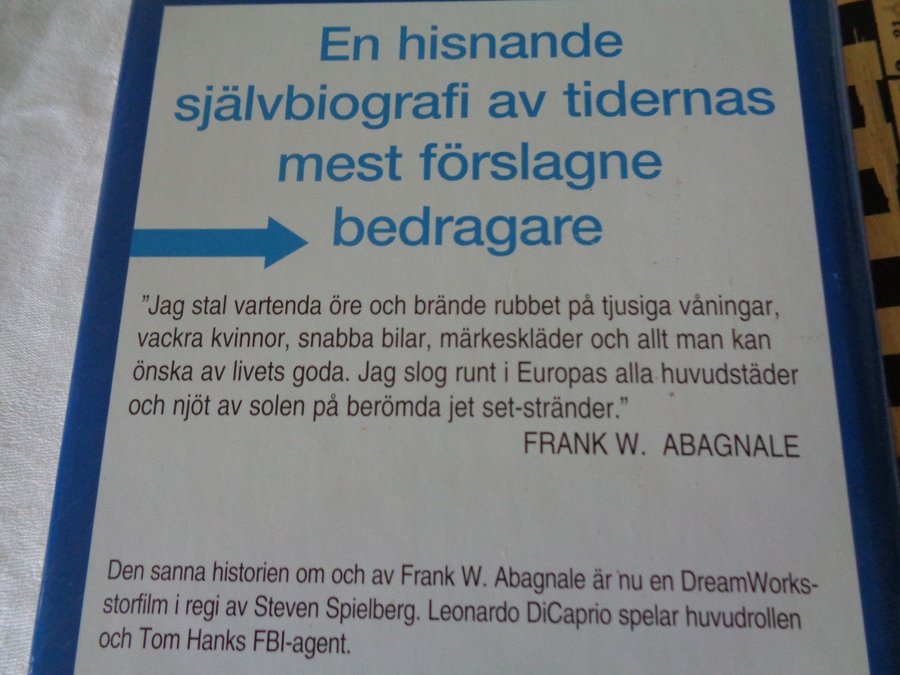 En hisnande
självbiografi av tidernas
mest förslagne
bedragare
”Jag stal vartenda öre och brände rubbet på tjusiga våningar,
vackra kvinnor, snabba bilar, märkeskläder och allt man kan
önska av livets goda. Jag slog runt i Europas alla huvudstäder
och njöt av solen på berömda jet set-stränder.”
FRANK W. ABAGNALE
Den sanna historien om och av Frank W. Abagnale är nu en DreamWorks-
storfilm i regi av Steven Spielberg. Leonardo DiCaprio spelar huvudrollen
och Tom Hanks FBI-agent.